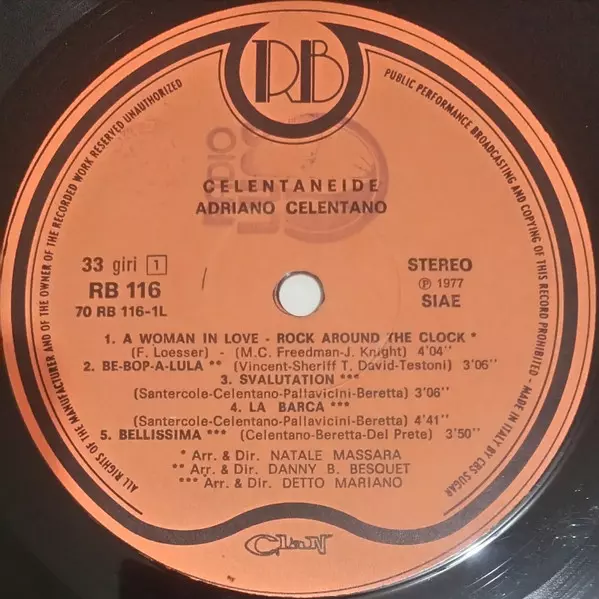 RB
ALL RIGHTS OF THE MANUFACTURER AND OF THE OWNER OF THE RECORDED WORK RESERVED UNAUTHORIZED
PUBLIC PERFORMANCE BROADCASTING AND COPYING OF THIS RECORD PROHIBITED - MADE IN ITALY BY CBS SUGAR
CELENTANEIDE
ADRIANO CELENTANO
33 giri 1
RB 116
70 RB 116-1L
STEREO
℗ 1977
SIAE
1. A WOMAN IN LOVE - ROCK AROUND THE CLOCK *
(F. Loesser) - (M.C. Freedman-J. Knight) 4'04''
2. BE-BOP-A-LULA ** (Vincent-Sheriff T. David-Testoni) 3'06''
3. SVALUTATION ***
(Santercole-Celentano-Pallavicini-Beretta) 3'06''
4. LA BARCA ***
(Santercole-Celentano-Pallavicini-Beretta) 4'41''
5. BELLISSIMA *** (Celentano-Beretta-Del Prete) 3'50''
* Arr. & Dir. NATALE MASSARA
** Arr. & Dir. DANNY B. BESQUET
*** Arr. & Dir. DETTO MARIANO
CLAN